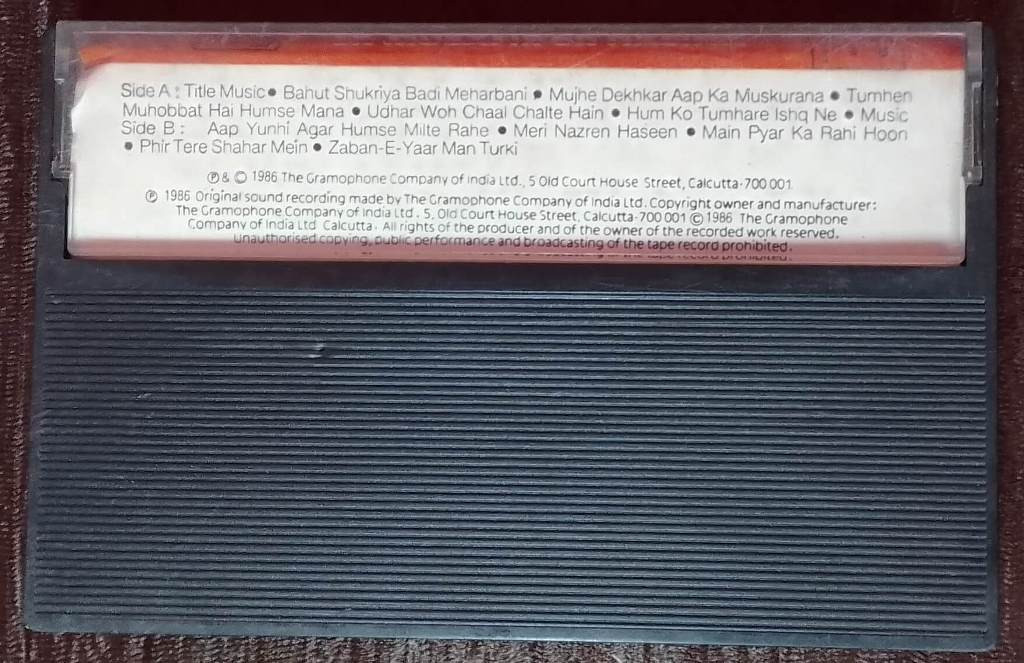 Side A : Title Music ● Bahut Shukriya Badi Meharbani ● Mujhe Dekhkar Aap Ka Muskurana ● Tumhen
Muhobbat Hai Humse Mana ● Udhar Woh Chaal Chalte Hain ● Hum Ko Tumhare Ishq Ne ● Music
Side B : Aap Yunhi Agar Humse Milte Rahe ● Meri Nazren Haseen ● Main Pyar Ka Rahi Hoon
● Phir Tere Shahar Mein ● Zaban-E-Yaar Man Turki
℗ & © 1986 The Gramophone Company of India Ltd., 5 Old Court House Street, Calcutta-700 001
℗ 1986 Original sound recording made by The Gramophone Company of India Ltd. Copyright owner and manufacturer:
The Gramophone Company of India Ltd. 5, Old Court House Street, Calcutta-700 001 © 1986 The Gramophone
Company of India Ltd Calcutta. All rights of the producer and of the owner of the recorded work reserved.
Unauthorised copying, public performance and broadcasting of the tape record prohibited.